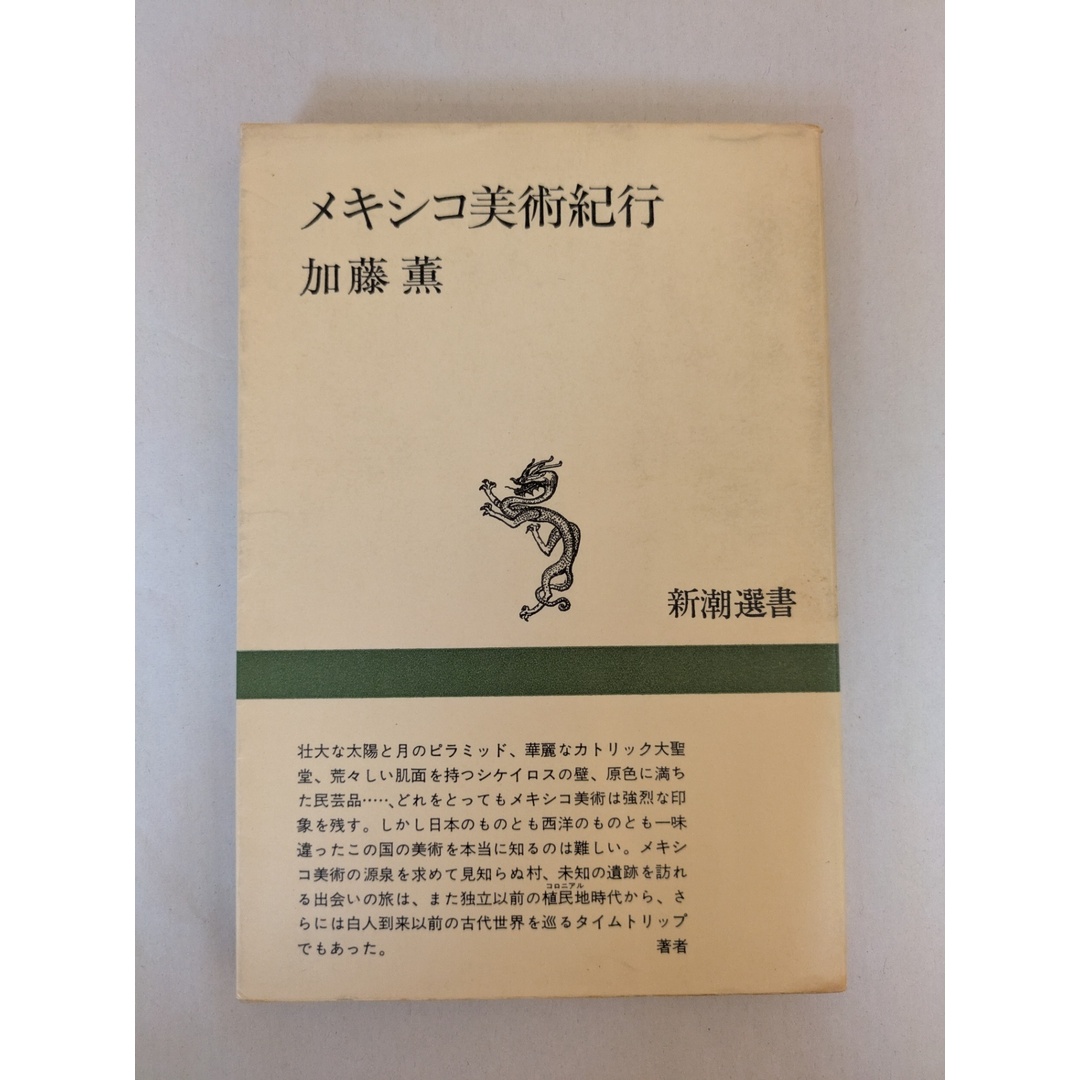 メキシコ美術紀行
加藤 薫
新潮選書
壮大な太陽と月のピラミッド、華麗なカトリック大聖
堂、荒々しい肌面を持つシケイロスの壁、原色に満ち
た民芸品……、どれをとってもメキシコ美術は強烈な印
象を残す。しかし日本のものとも西洋のものとも一味
違ったこの国の美術を本当に知るのは難しい。メキシ
コ美術の源泉を求めて見知らぬ村、未知の遺跡を訪れ
コロニアル
る出会いの旅は、また独立以前の植民地時代から、さ
らには白人到来以前の古代世界を巡るタイムトリップ
でもあった。 著者